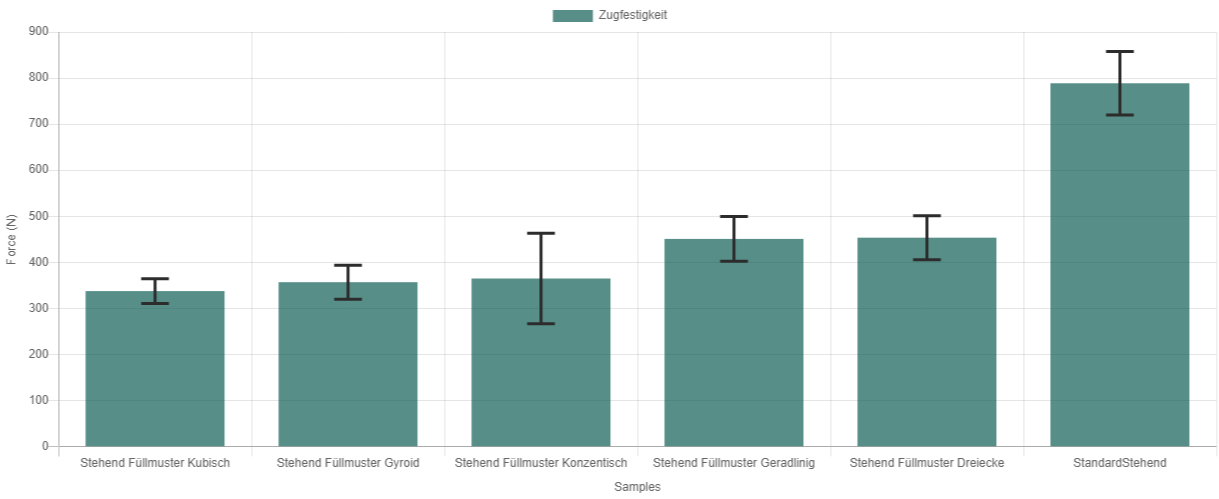 Zugfestigkeit
900
800
700
600
500
400
300
200
100
0
Force (N)
Stehend Füllmuster Kubisch
Stehend Füllmuster Gyroid
Stehend Füllmuster Konzentisch
Stehend Füllmuster Geradlinig
Stehend Füllmuster Dreiecke
StandardStehend
Samples